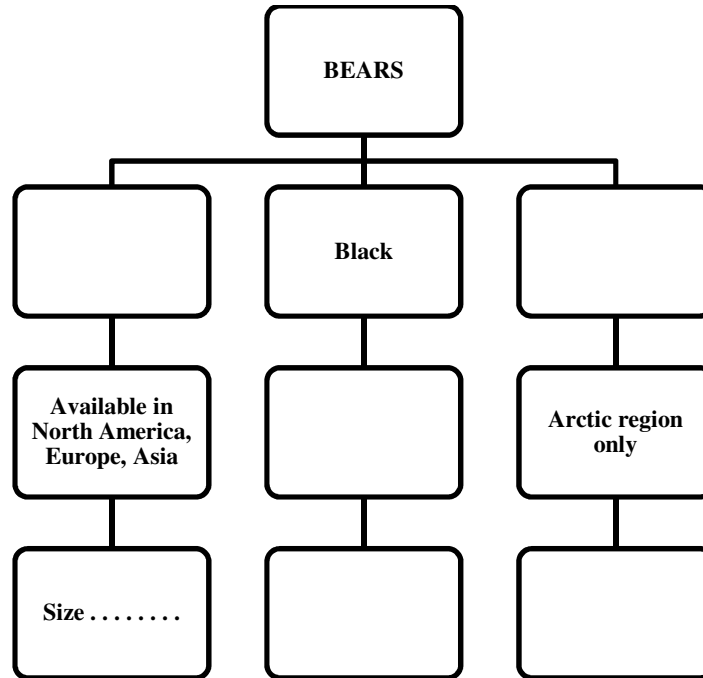 BEARS
Black
Available in
North America,
Europe, Asia
Arctic region
only
Size . . . . . . . .